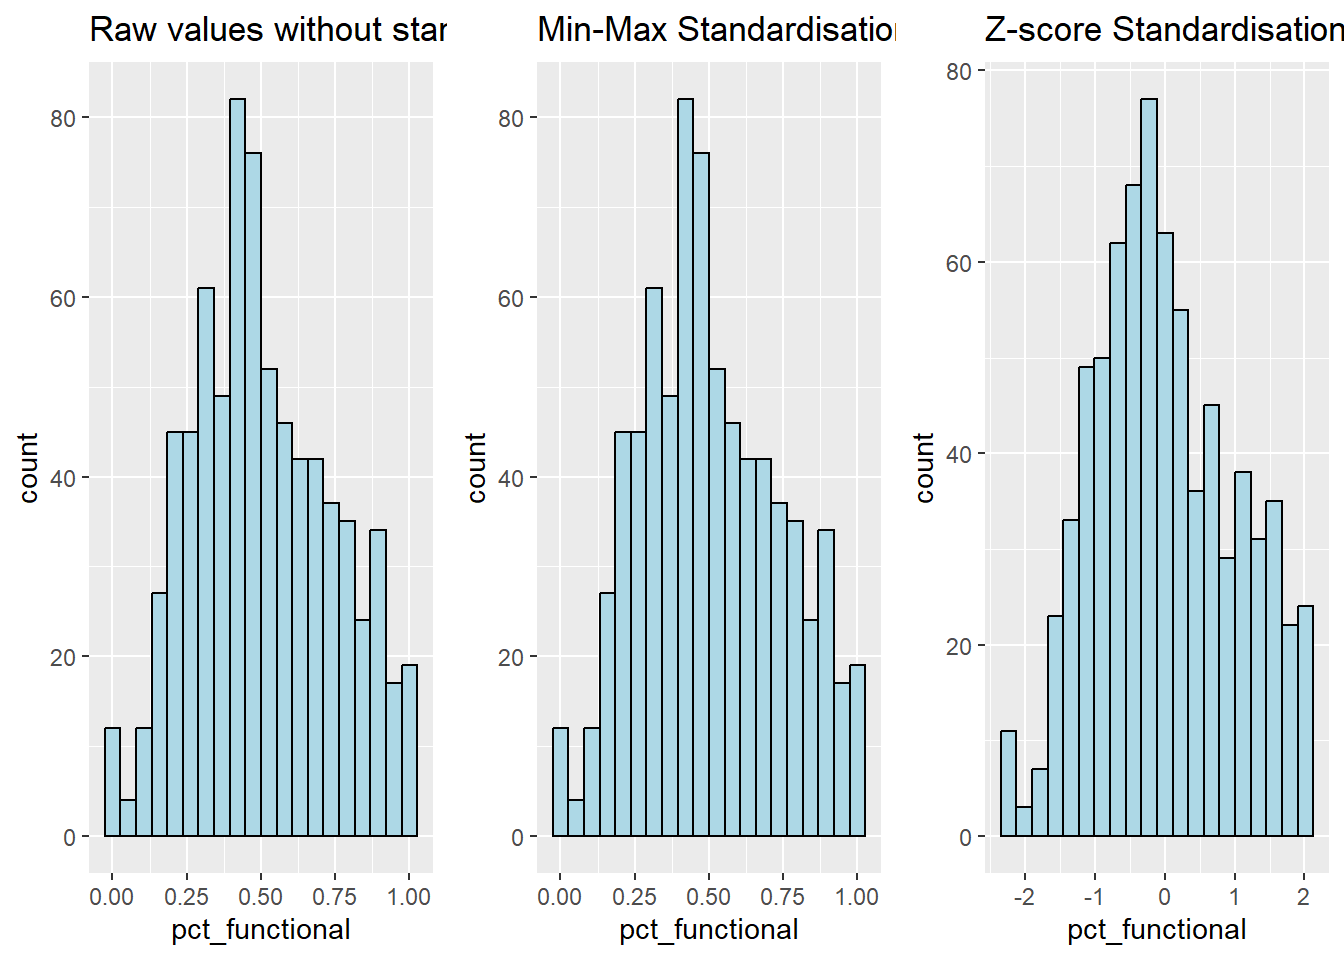 Raw values without star
80
60
40
20
0
count
0.00 0.25 0.50 0.75 1.00
pct_functional
Min-Max Standardisation
80
60
40
20
0
count
0.00 0.25 0.50 0.75 1.00
pct_functional
Z-score Standardisation
80
60
40
20
0
count
-2 -1 0 1 2
pct_functional